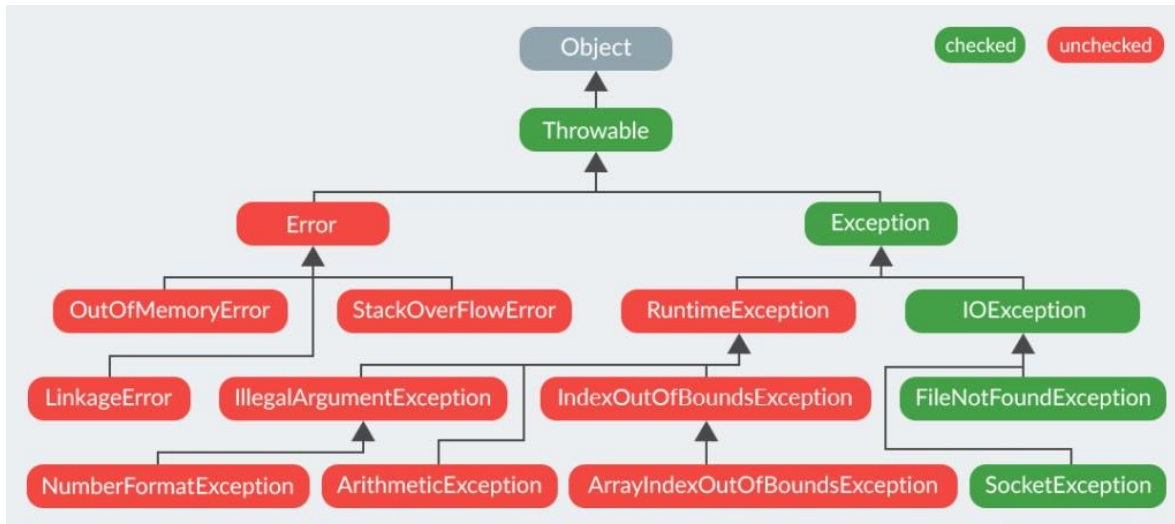 Object
checked
unchecked
Throwable
Error
Exception
OutOfMemoryError
StackOverFlowError
RuntimeException
IOException
LinkageError
IllegalArgumentException
IndexOutOfBoundsException
FileNotFoundException
NumberFormatException
ArithmeticException
ArrayIndexOutOfBoundsException
SocketException